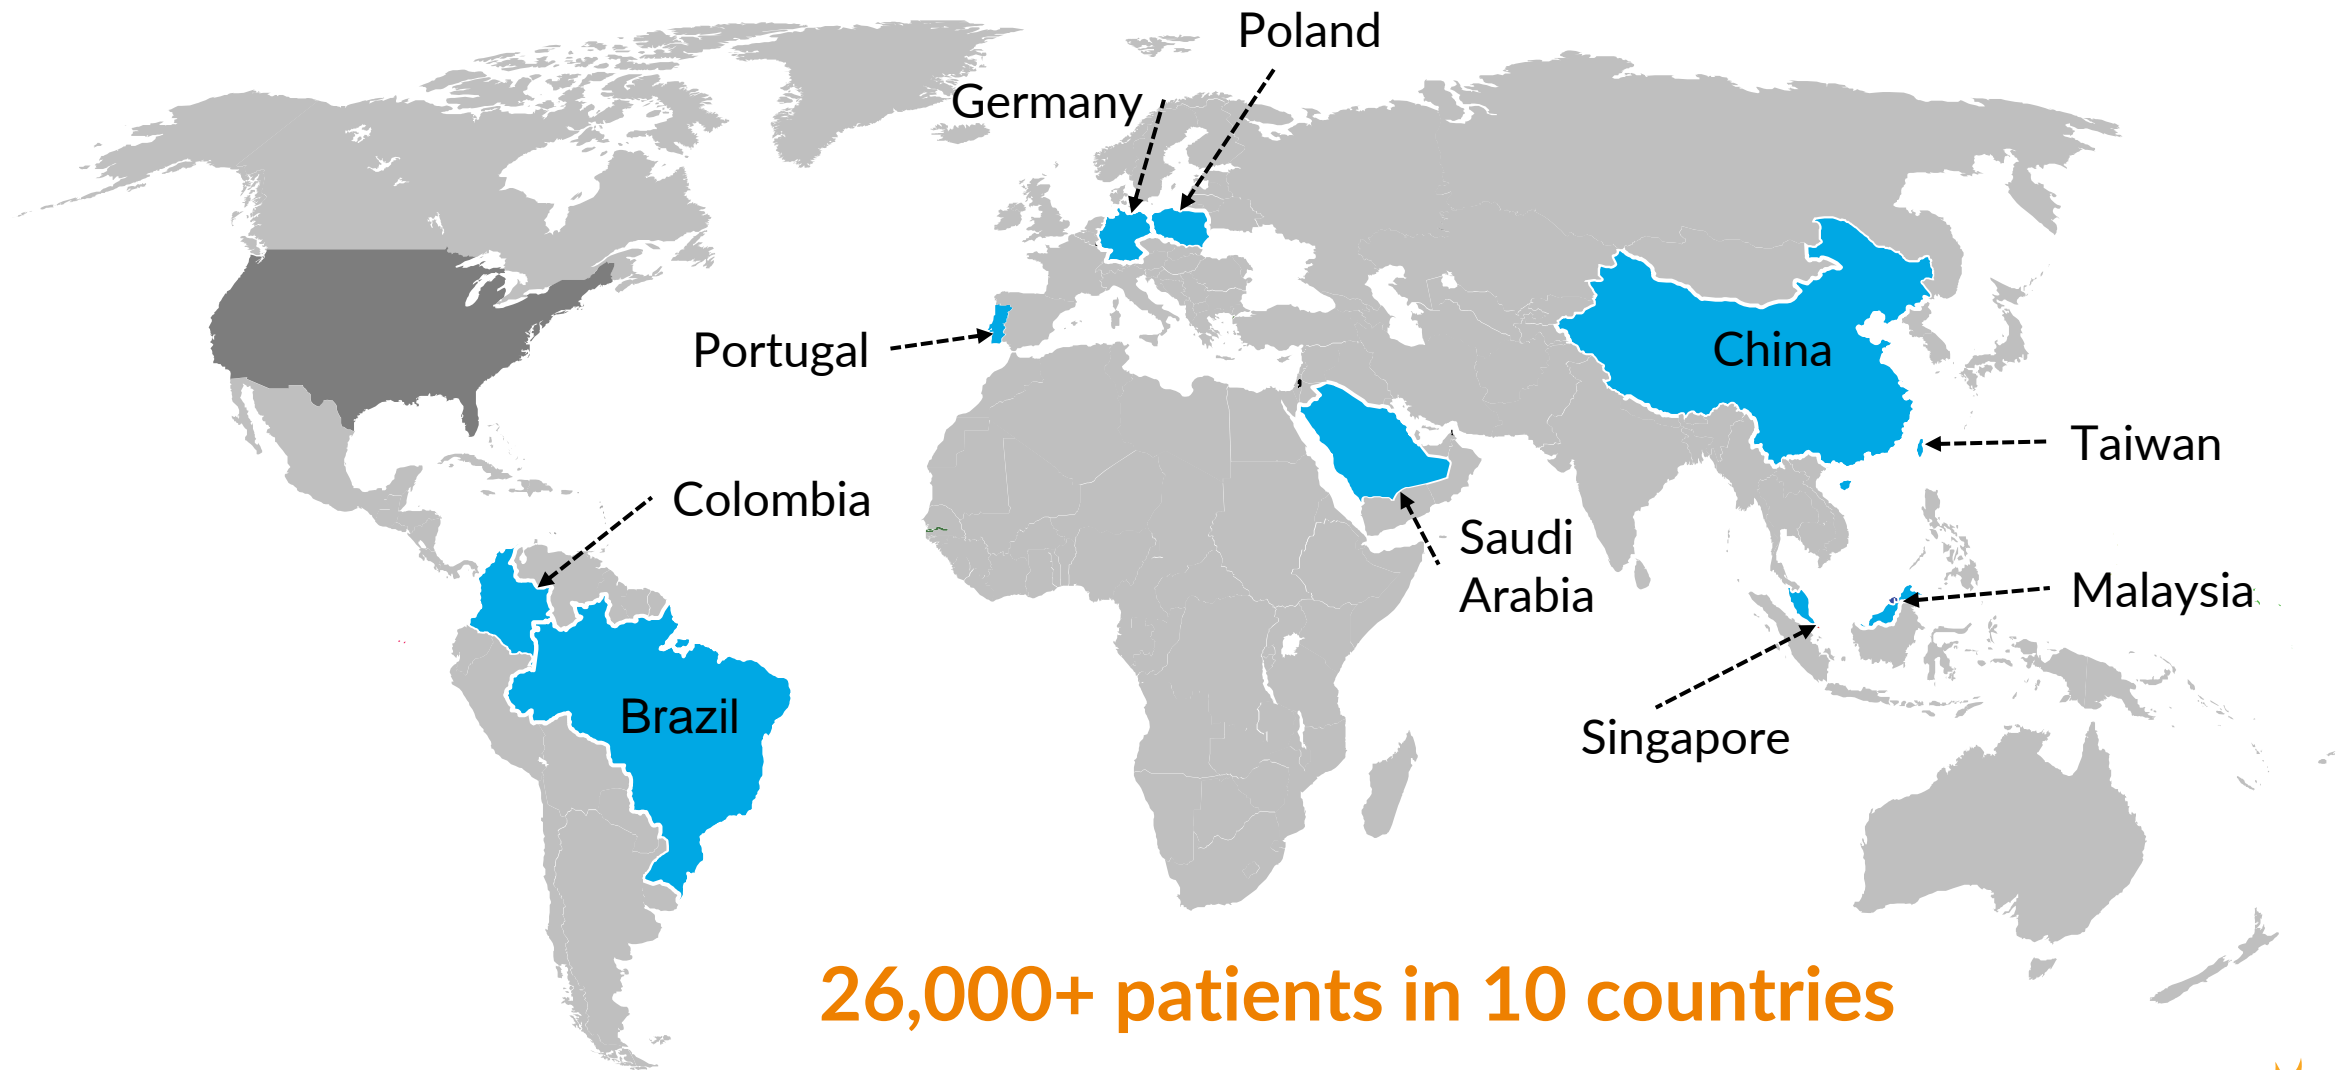 Poland
Germany
China
Portugal
Taiwan
Colombia
Saudi
Arabia
Malaysia
Brazil
Singapore
26,000+ patients in 10 countries